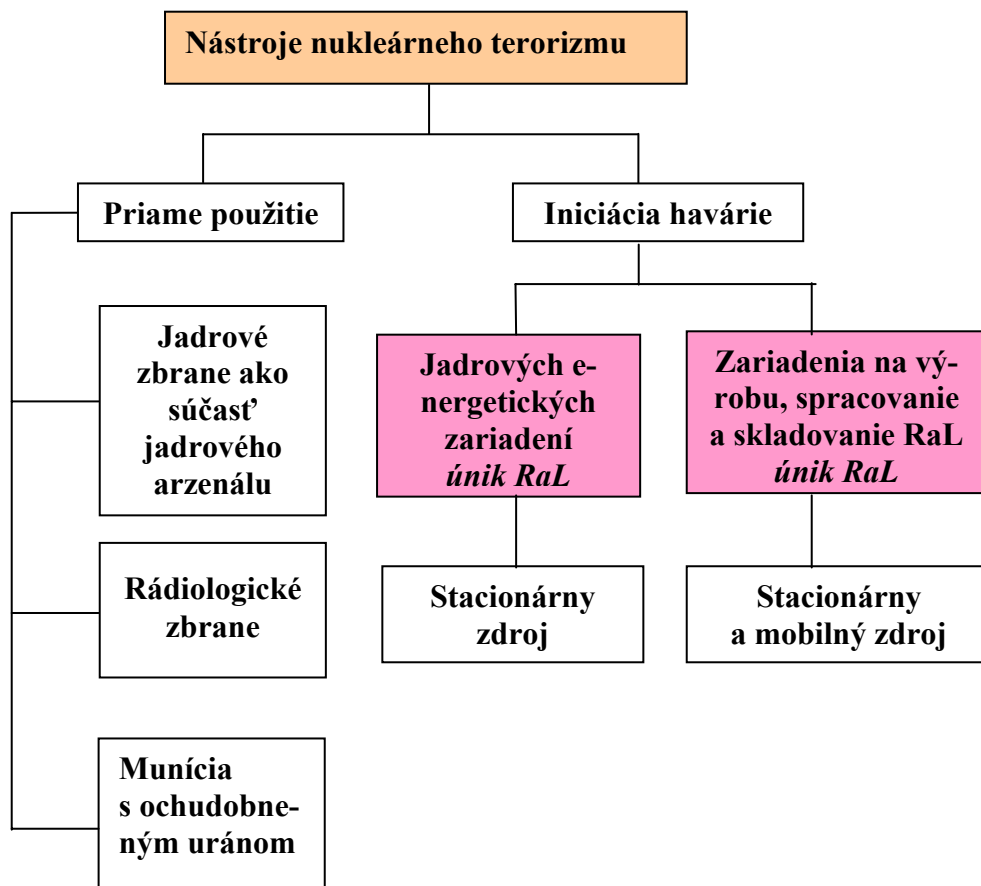 Nástroje nukleárneho terorizmu
Priame použitie
Iniciácia havárie
Jadrové
zbrane ako
súčasť
jadrového
arzenálu
Jadrových e-
nergetických
zariadení
únik RaL
Zariadenia na vý-
robu, spracovanie
a skladovanie RaL
únik RaL
Rádiologické
zbrane
Stacionárny
zdroj
Stacionárny
a mobilný zdroj
Munícia
s ochudobne-
ným uránom